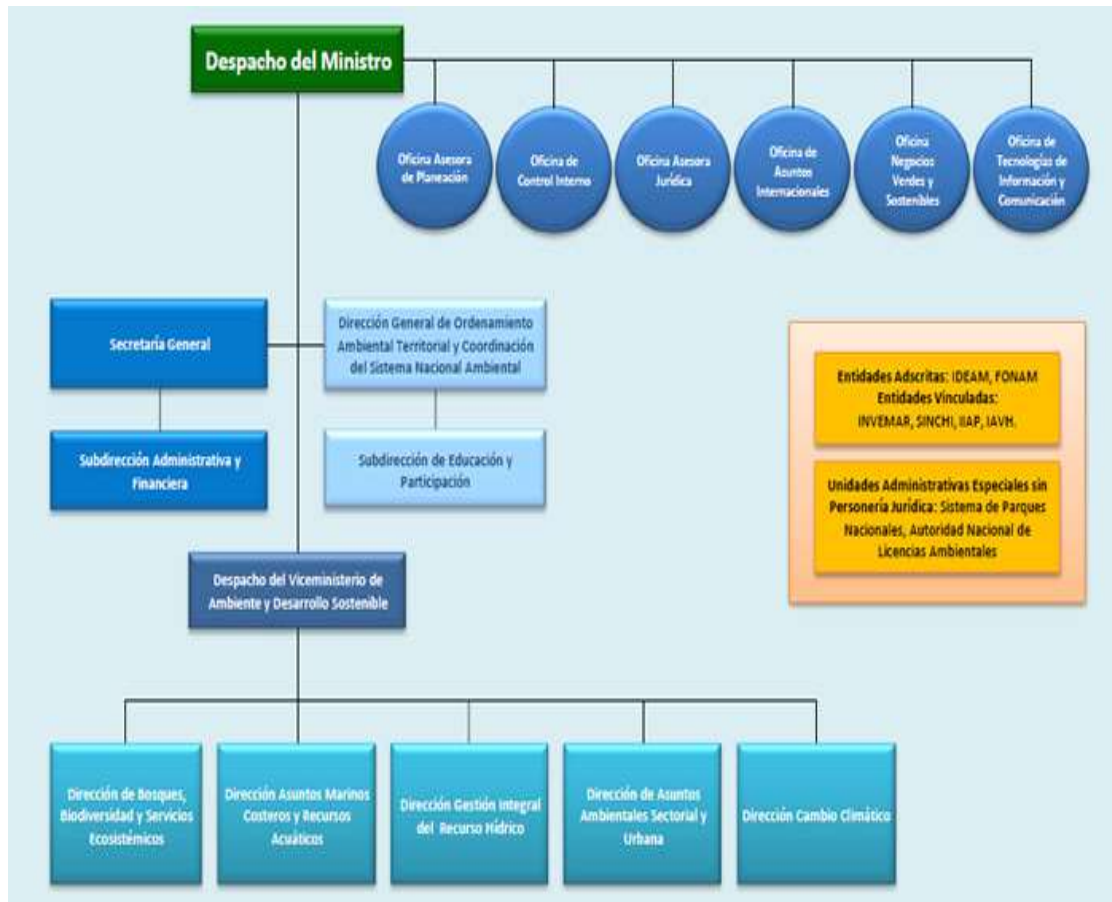 Despacho del Ministro
Oficina Asesora
de Planeación
Oficina de
Control Interno
Oficina Asesora
Jurídica
Oficina de
Asuntos
Internacionales
Oficina
Negocios
Verdes y
Sostenibles
Oficina de
Tecnologías de
Información y
Comunicación
Secretaría General
Dirección General de Ordenamiento
Ambiental Territorial y Coordinación
del Sistema Nacional Ambiental
Subdirección Administrativa y
Financiera
Subdirección de Educación y
Participación
Entidades Adscritas: IDEAM, FONAM
Entidades Vinculadas:
INVEMAR, SINCHI, IIAP, IAVH.
Unidades Administrativas Especiales sin
Personería Jurídica: Sistema de Parques
Nacionales, Autoridad Nacional de
Licencias Ambientales
Despacho del Viceministerio de
Ambiente y Desarrollo Sostenible
Dirección de Bosques,
Biodiversidad y Servicios
Ecosistémicos
Dirección Asuntos Marinos
Costeros y Recursos
Acuáticos
Dirección Gestión Integral
del Recurso Hídrico
Dirección de Asuntos
Ambientales Sectorial y
Urbana
Dirección Cambio Climático